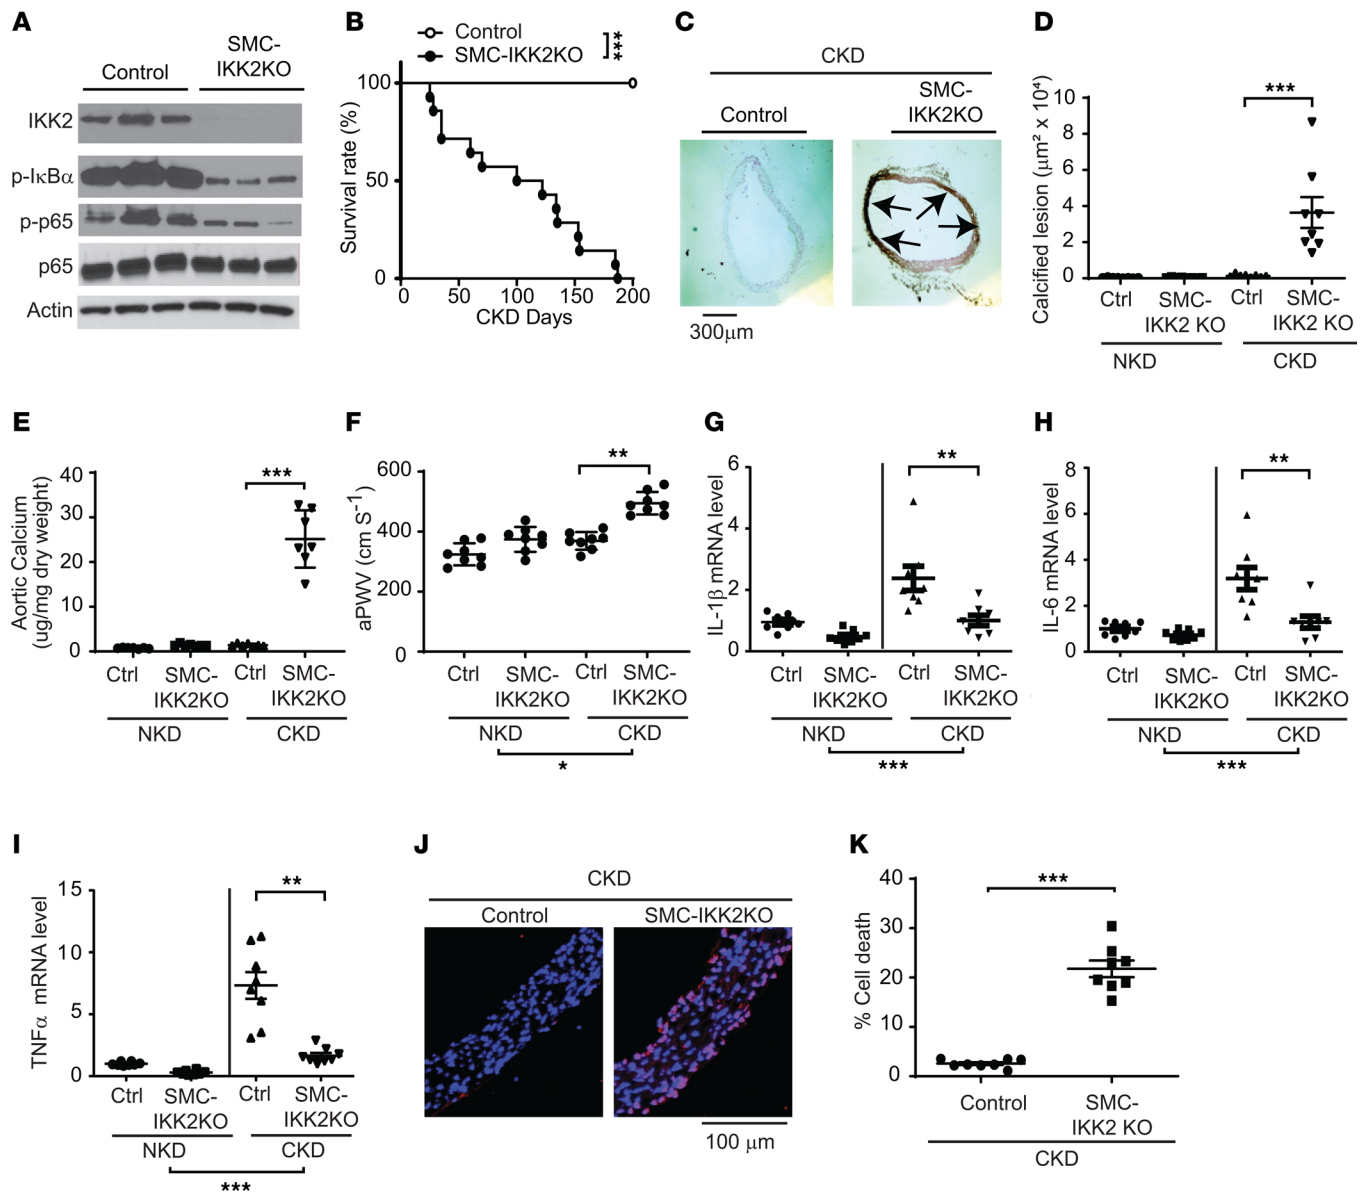 A
Control
SMC-
IKK2KO
IKK2
p-IκBα
p-p65
p65
Actin
B
Control
SMC-IKK2KO
***
Survival rate (%)
100
50
0
0 50 100 150 200
CKD Days
C
CKD
Control
SMC-
IKK2KO
300μm
D
Calcified lesion (μm² x 10⁴)
10
8
6
4
2
0
***
Ctrl SMC- Ctrl SMC-
IKK2 KO IKK2 KO
NKD CKD
E
Aortic Calcium
(ug/mg dry weight)
40
30
20
10
0
***
Ctrl SMC- Ctrl SMC-
IKK2KO IKK2KO
NKD CKD
F
aPWV (cm S⁻¹)
600
400
200
0
**
Ctrl SMC- Ctrl SMC-
IKK2KO IKK2KO
NKD CKD
*
G
IL-1β mRNA level
6
4
2
0
**
Ctrl SMC- Ctrl SMC-
IKK2KO IKK2KO
NKD CKD
***
H
IL-6 mRNA level
8
6
4
2
0
**
Ctrl SMC- Ctrl SMC-
IKK2KO IKK2KO
NKD CKD
***
I
TNFα mRNA level
15
10
5
0
**
Ctrl SMC- Ctrl SMC-
IKK2KO IKK2KO
NKD CKD
***
J
CKD
Control SMC-IKK2KO
100 μm
K
% Cell death
40
30
20
10
0
***
Control SMC-
IKK2 KO
CKD